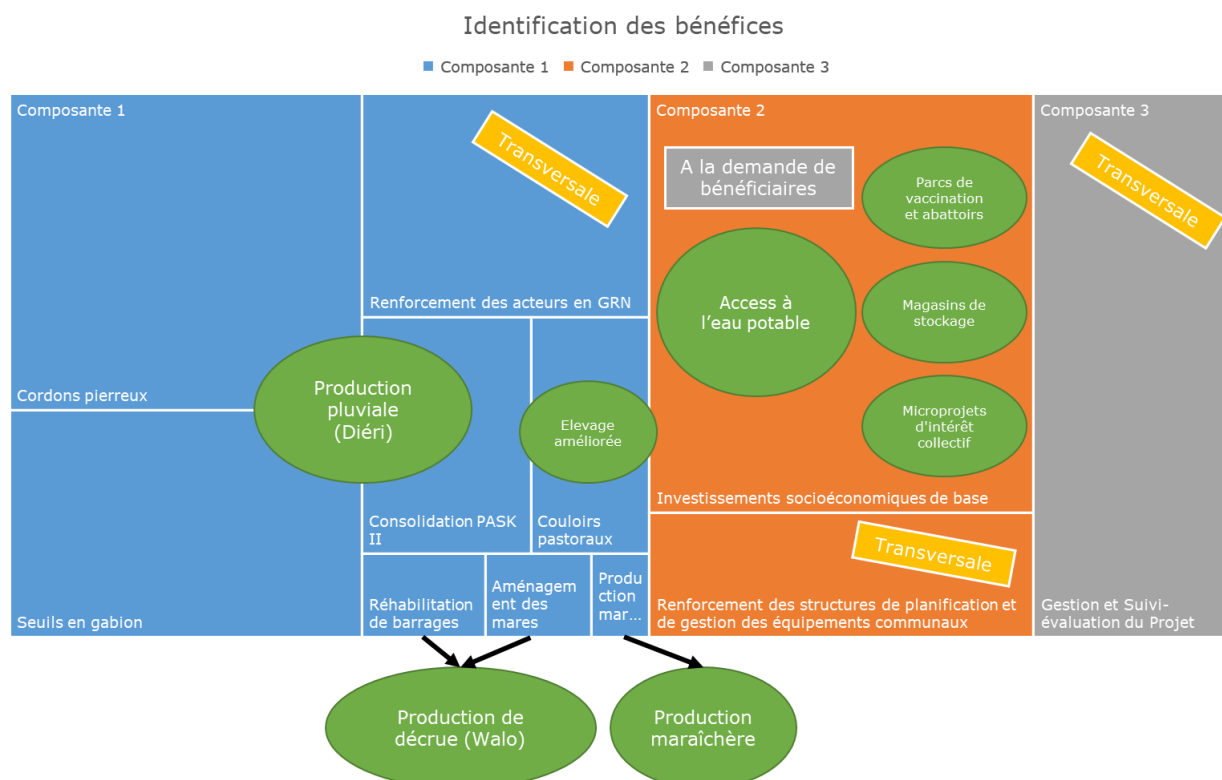 Identification des bénéfices
Composante 1 Composante 2 Composante 3
Composante 1
Cordons pierreux
Seuils en gabion
Transversale
Renforcement des acteurs en GRN
Production
pluviale
(Diéri)
Elevage
améliorée
Consolidation PASK
II
Couloirs
pastoraux
Réhabilitation
de barrages
Aménagem
ent des
mares
Produ
ction
mar...
Composante 2
A la demande de
bénéficiaires
Parcs de
vaccination
et abattoirs
Access à
l'eau potable
Magasins de
stockage
Microprojets
d'intérêt
collectif
Investissements socioéconomiques de base
Transversale
Renforcement des structures de planification et
de gestion des équipements communaux
Composante 3
Transversale
Gestion et Suivi-
évaluation du Projet
Production de
décrue (Walo)
Production
maraîchère